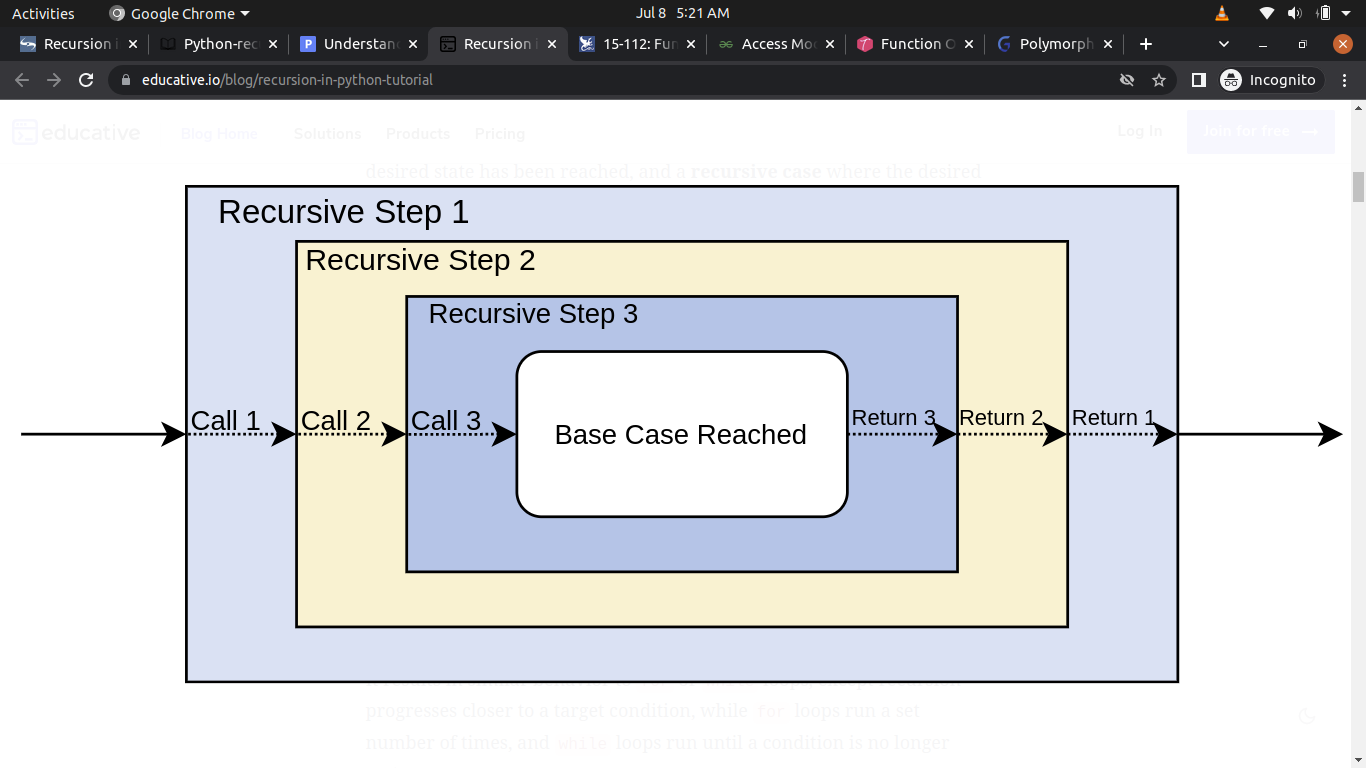 Activities
Google Chrome
Jul 8 5:21 AM
Recursion i
Python-rec
Understan
Recursion i
15-112: Fun
Access Mo
Function O
Polymorph
educative.io/blog/recursion-in-python-tutorial
Incognito
educative
Blog Home
Solutions
Products
Pricing
Log In
Join for free →
desired state has been reached, and a recursive case where the desired
Recursive Step 1
Recursive Step 2
Recursive Step 3
Call 1
Call 2
Call 3
Base Case Reached
Return 3
Return 2
Return 1
progresses closer to a target condition, while for loops run a set
number of times, and while loops run until a condition is no longer